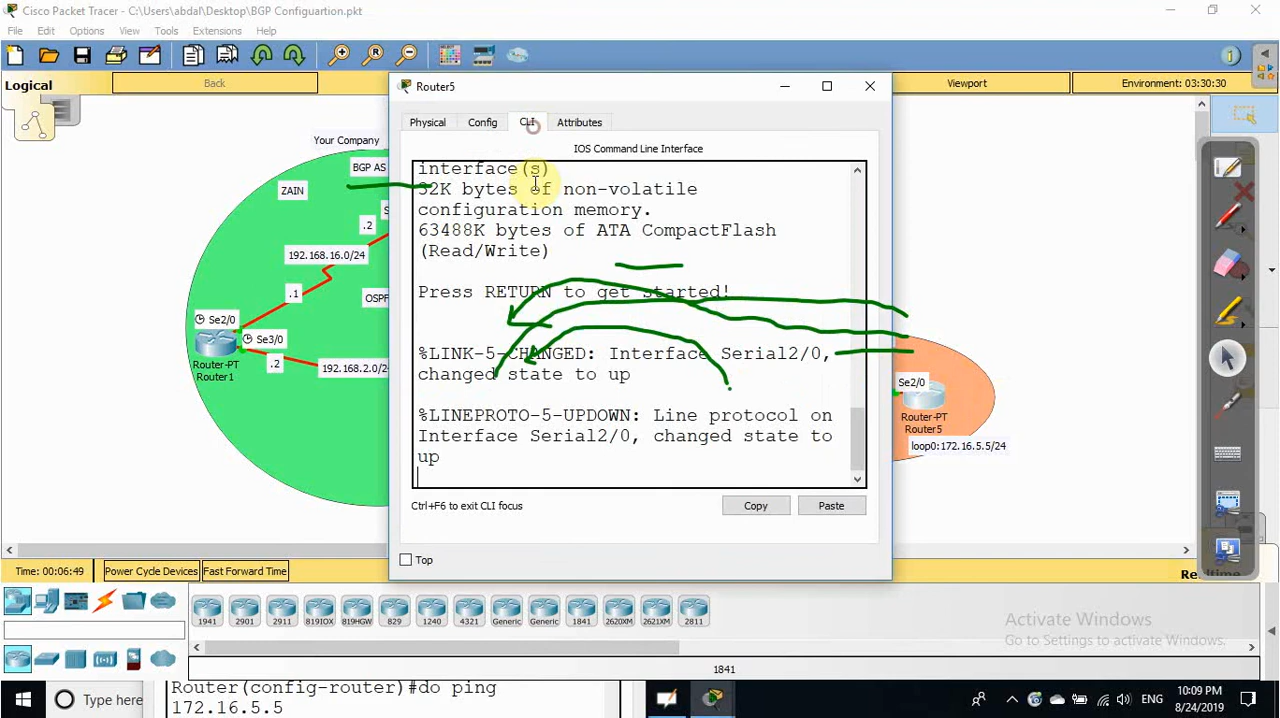 Cisco Packet Tracer - C:\Users\abdal\Desktop\BGP Configuartion.pkt
File Edit Options View Tools Extensions Help
Logical
Back
Viewport
Environment: 03:30:30
Router5
Physical Config CLI Attributes
IOS Command Line Interface
interface(s)
32K bytes of non-volatile
configuration memory.
63488K bytes of ATA CompactFlash
(Read/Write)
Press RETURN to get started!
%LINK-5-CHANGED: Interface Serial2/0,
changed state to up
%LINEPROTO-5-UPDOWN: Line protocol on
Interface Serial2/0, changed state to
up
Ctrl+F6 to exit CLI focus
Copy
Paste
Top
Your Company
BGP AS
ZAIN
.2
192.168.16.0/24
.1
OSPF
Se2/0
Se3/0
Router-PT
Router1
.2
192.168.2.0/24
Se2/0
Router-PT
Router5
loop0:172.16.5.5/24
Time: 00:06:49
Power Cycle Devices
Fast Forward Time
1941 2901 2911 819IOX 819HGW 829 1240 4321 Generic Generic 1841 2620XM 2621XM 2811
1841
Activate Windows
Go to Settings to activate Windows.
Router(config-router)#do ping
172.16.5.5
Type here
ENG
10:09 PM
8/24/2019